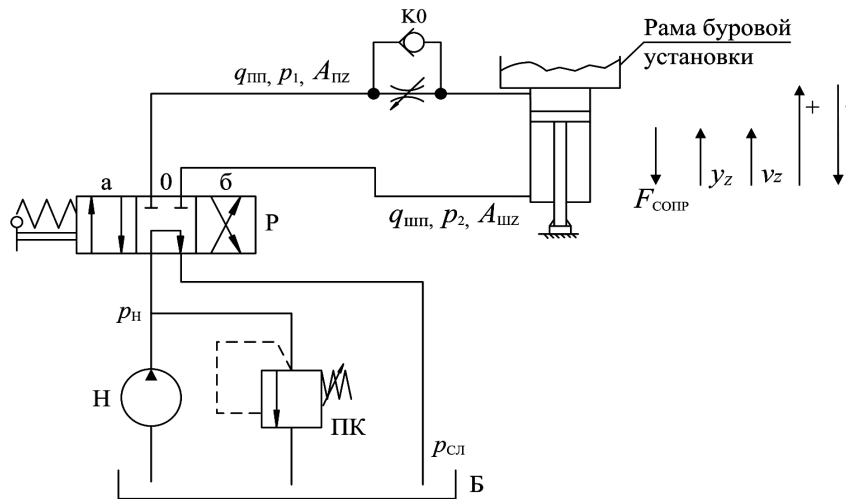 К0
Рама буровой
установки
qПП, p1, AПZ
а 0 б
Р
qШП, p2, AШZ
FСОПР
yZ
vZ
+
pН
Н
ПК
pСЛ
Б